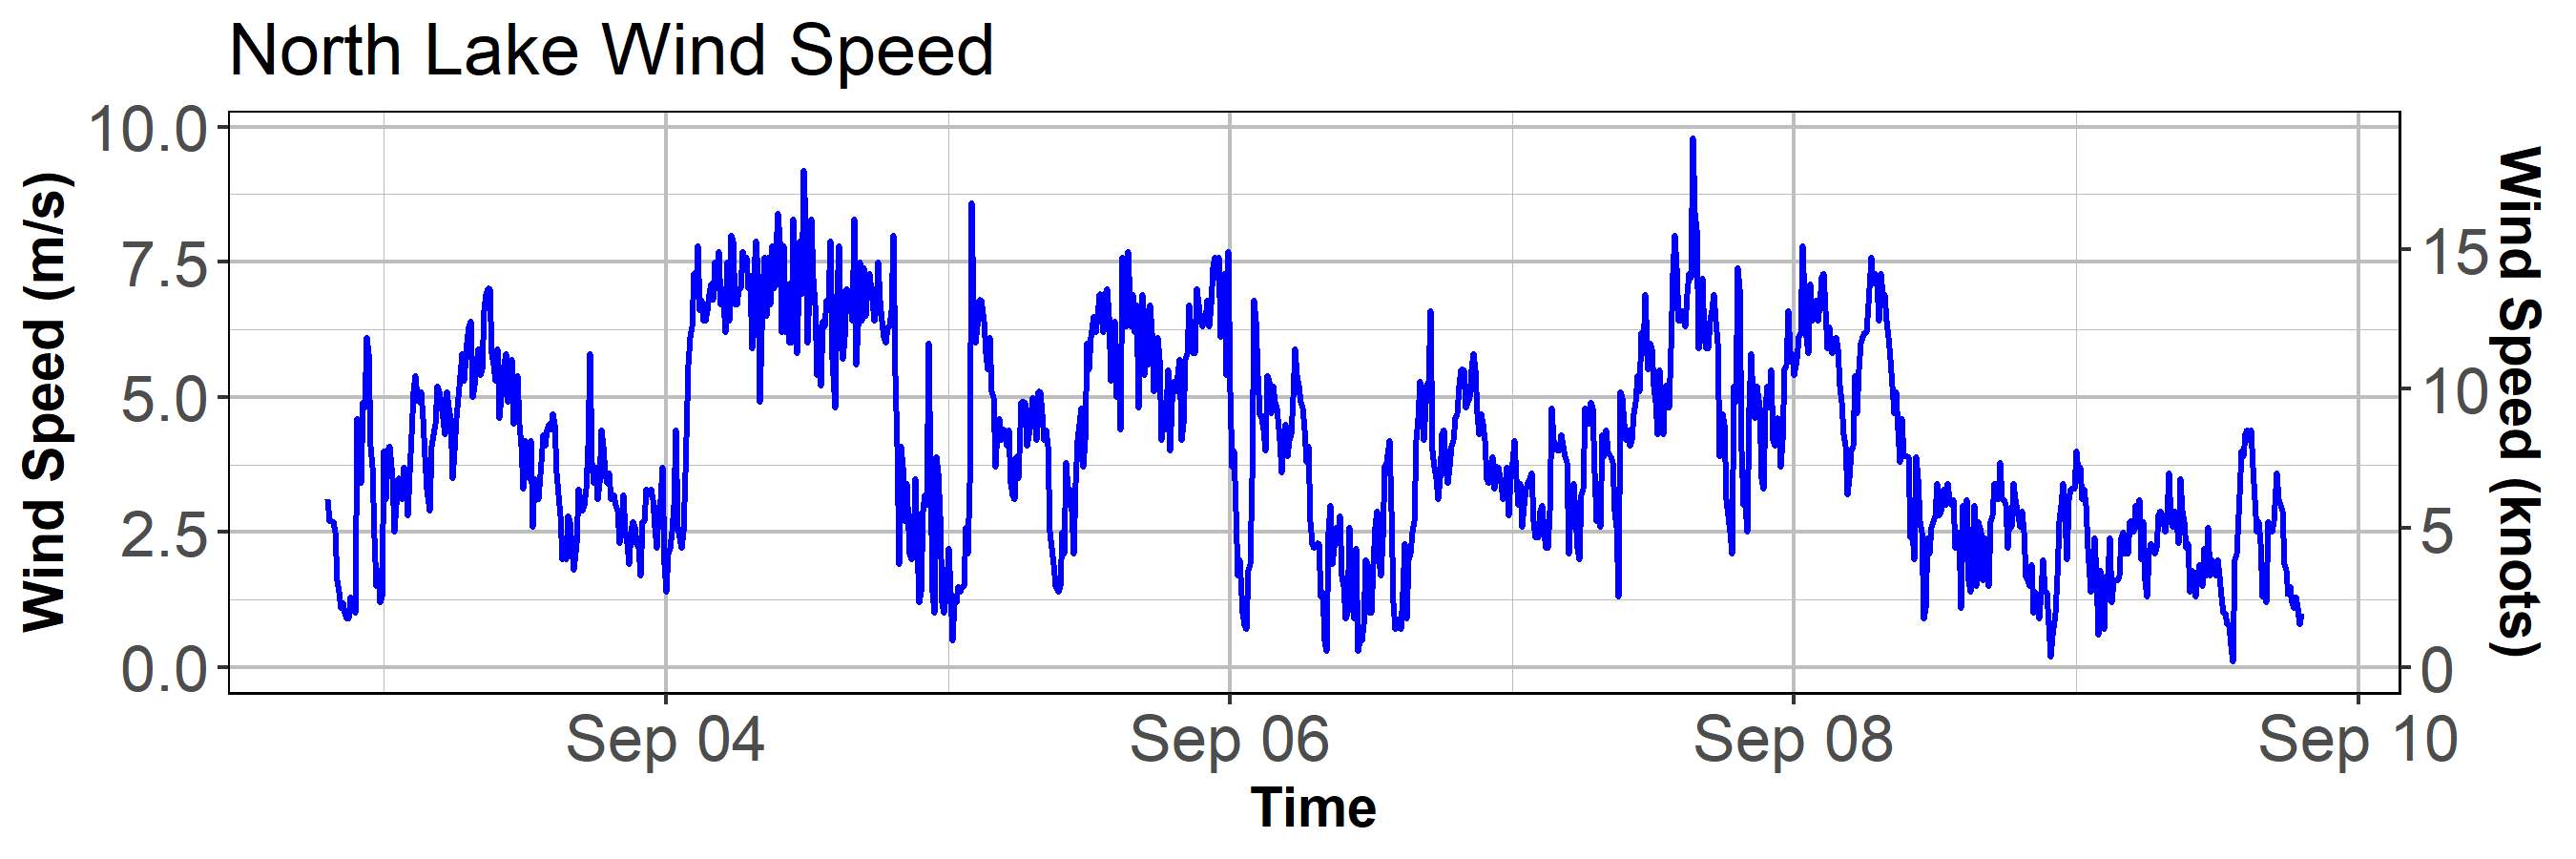 North Lake Wind Speed
Wind Speed (m/s)
10.0
7.5
5.0
2.5
0.0
15
10
5
0
Wind Speed (knots)
Sep 04 Sep 06 Sep 08 Sep 10
Time